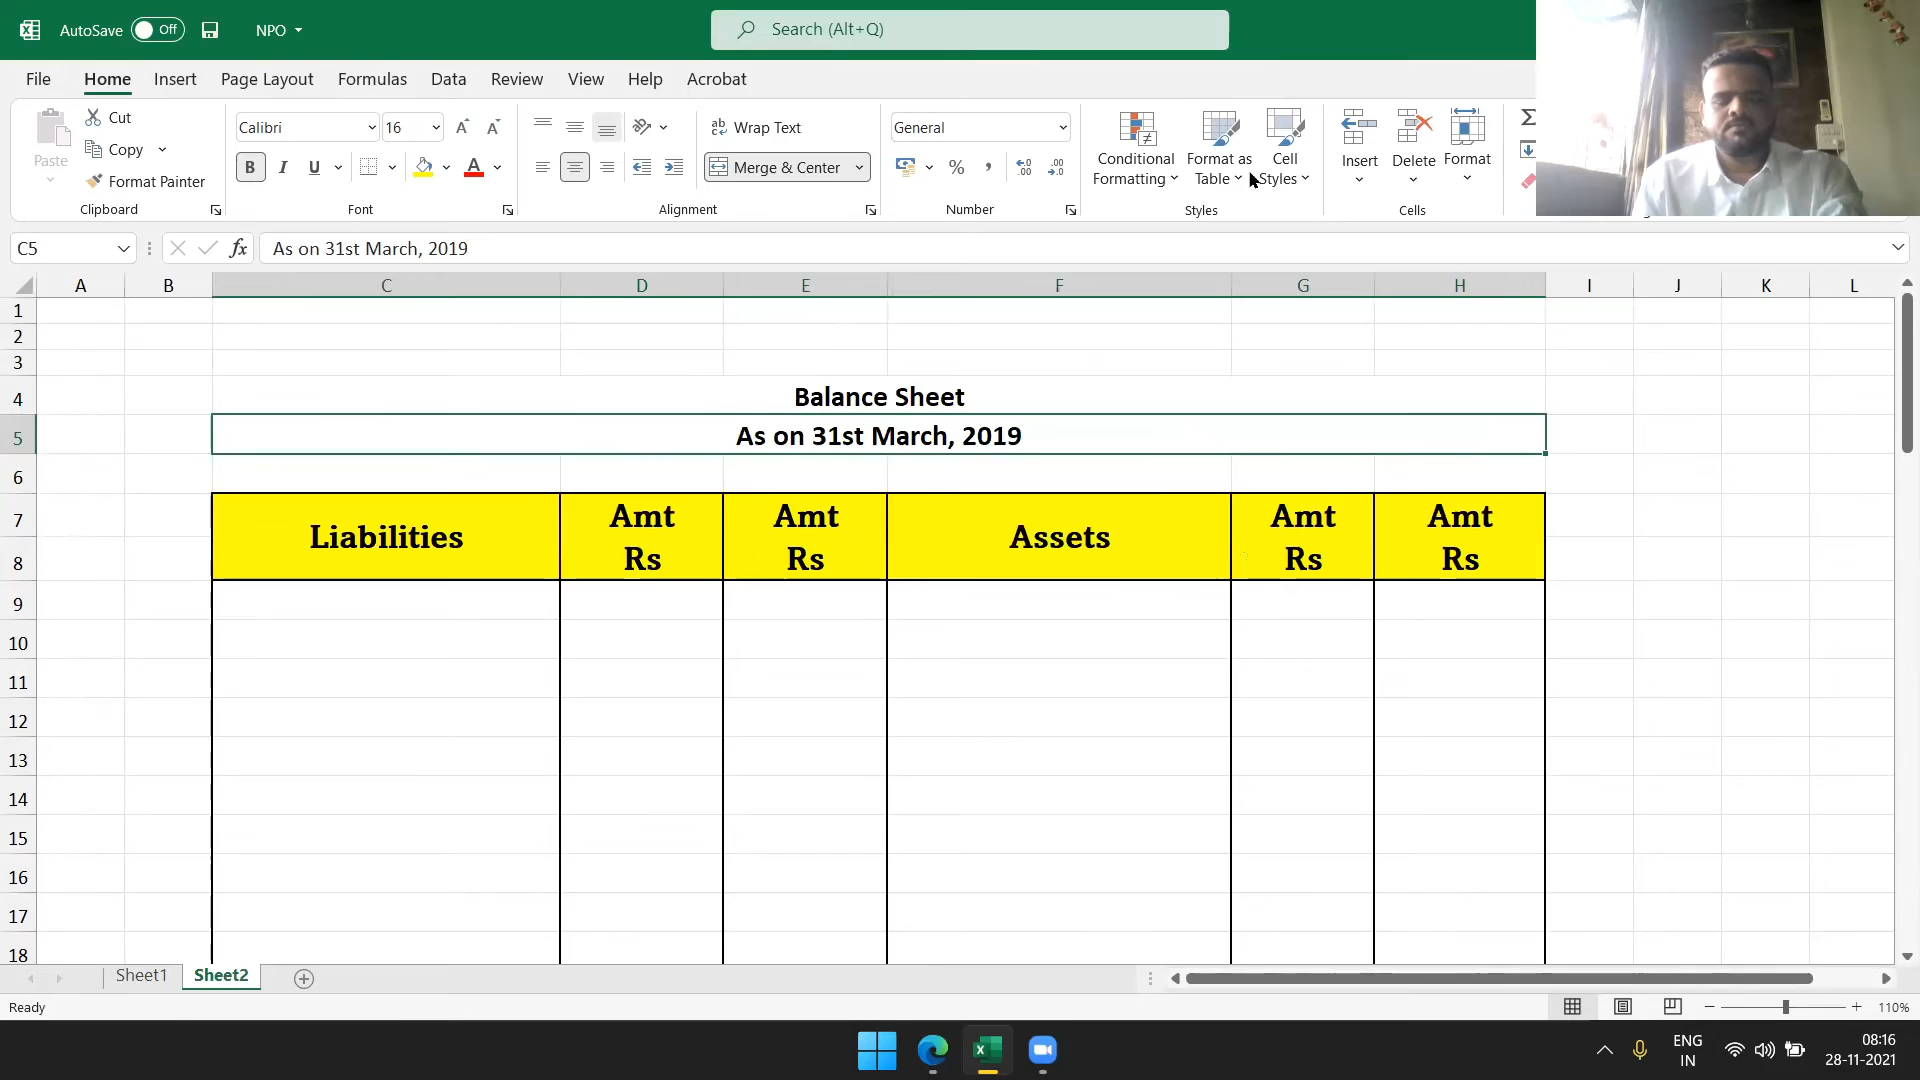 AutoSave Off NPO Search (Alt+Q)
File Home Insert Page Layout Formulas Data Review View Help Acrobat
Paste Cut Copy Format Painter Clipboard
Calibri 16 B I U A Font
Wrap Text Merge & Center Alignment
General % , Number
Conditional Formatting Format as Table Cell Styles Styles
Insert Delete Format Cells
C5 fx As on 31st March, 2019
A B C D E F G H I J K L
1
2
3
4 Balance Sheet
5 As on 31st March, 2019
6
7 Liabilities Amt Amt Assets Amt Amt
8 Rs Rs Rs Rs
9
10
11
12
13
14
15
16
17
18
Sheet1 Sheet2
Ready 110%
ENG 08:16
IN 28-11-2021